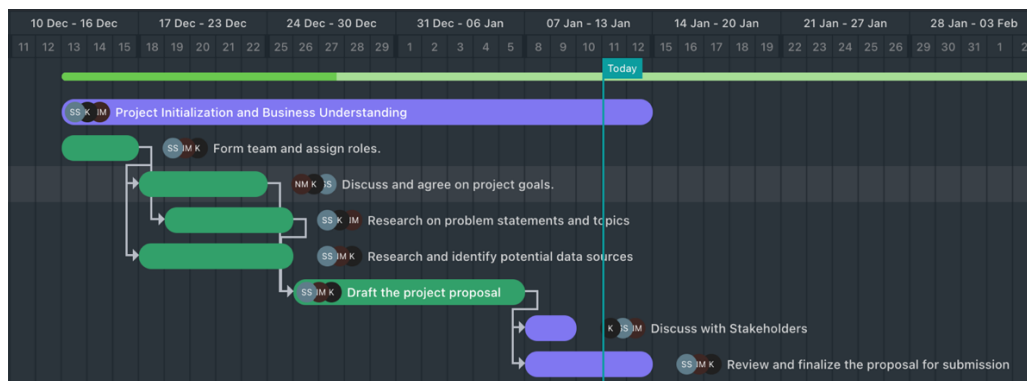 10 Dec - 16 Dec 17 Dec - 23 Dec 24 Dec - 30 Dec 31 Dec - 06 Jan 07 Jan - 13 Jan 14 Jan - 20 Jan 21 Jan - 27 Jan 28 Jan - 03 Feb
11 12 13 14 15 18 19 20 21 22 25 26 27 28 29 1 2 3 4 5 8 9 10 11 12 15 16 17 18 19 22 23 24 25 26 29 30 31 1 2
Today
SS K IM Project Initialization and Business Understanding
SS IM K Form team and assign roles.
NM K SS Discuss and agree on project goals.
SS K IM Research on problem statements and topics
SS IM K Research and identify potential data sources
SS IM K Draft the project proposal
K SS IM Discuss with Stakeholders
SS IM K Review and finalize the proposal for submission